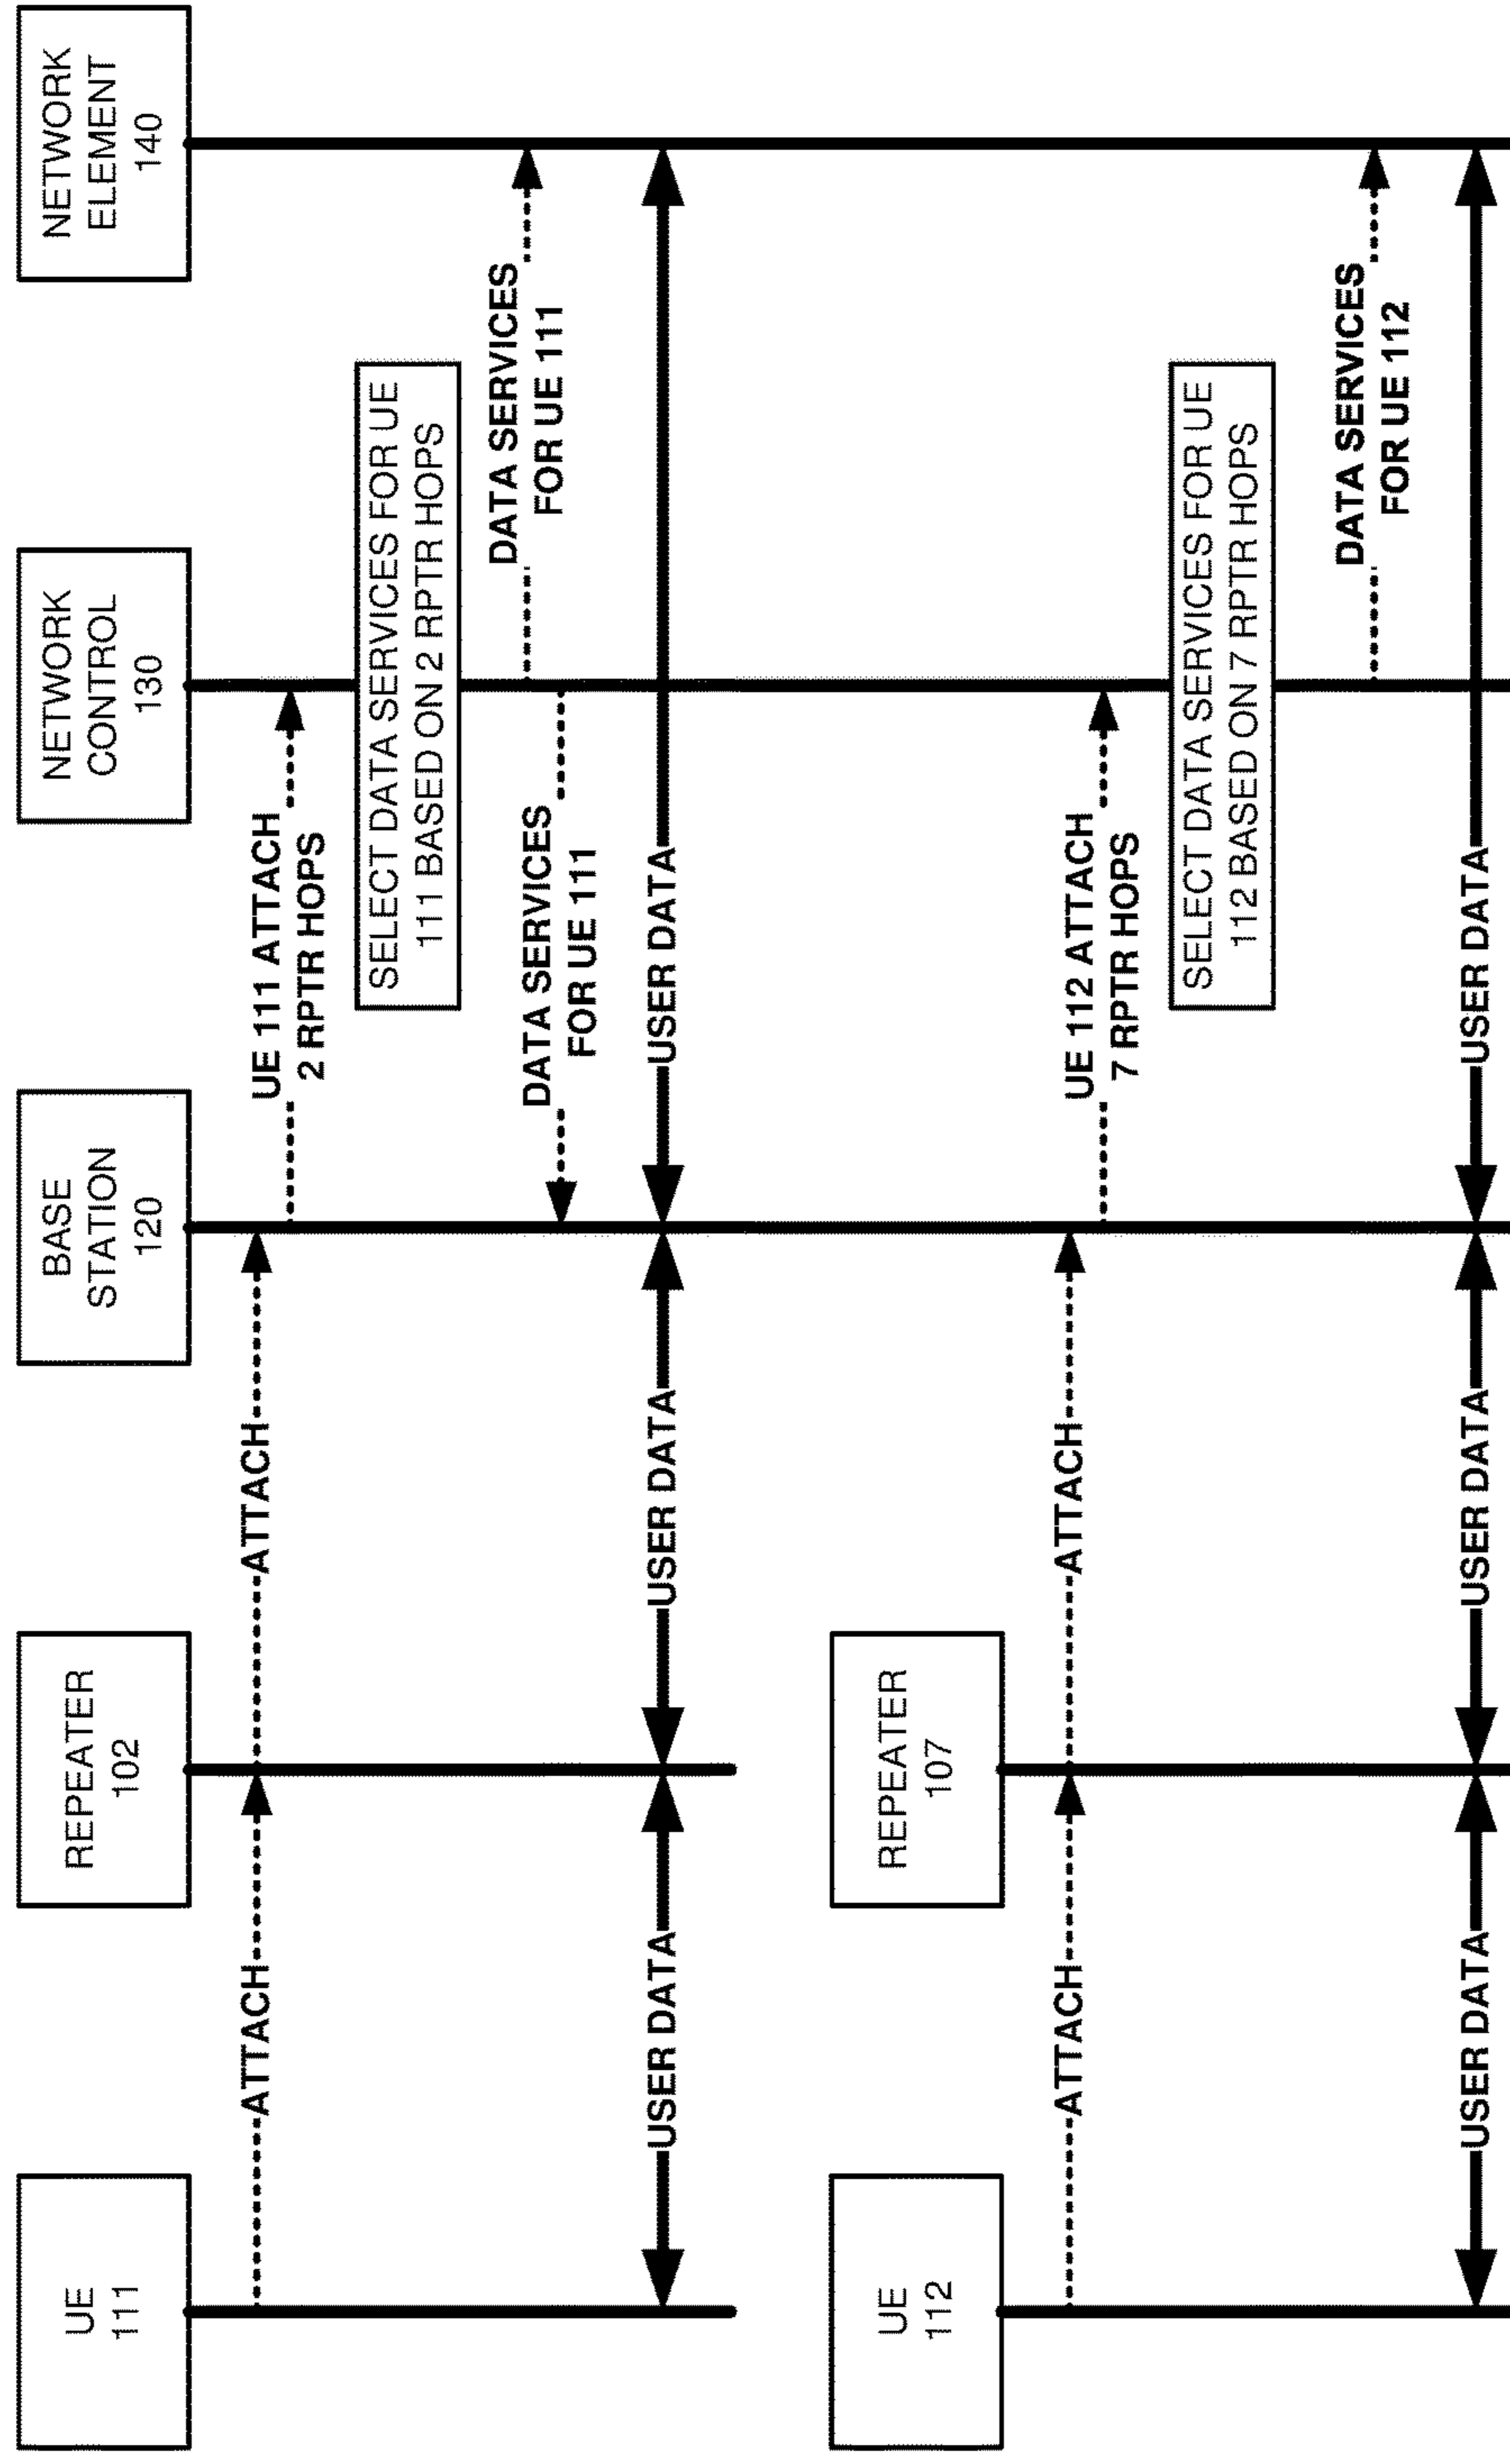 UE
111
REPEATER
102
BASE
STATION
120
NETWORK
CONTROL
130
NETWORK
ELEMENT
140
ATTACH
ATTACH
UE 111 ATTACH
2 RPTR HOPS
SELECT DATA SERVICES FOR UE
111 BASED ON 2 RPTR HOPS
DATA SERVICES
FOR UE 111
DATA SERVICES
FOR UE 111
USER DATA
USER DATA
USER DATA
UE
112
REPEATER
107
ATTACH
ATTACH
UE 112 ATTACH
7 RPTR HOPS
SELECT DATA SERVICES FOR UE
112 BASED ON 7 RPTR HOPS
DATA SERVICES
FOR UE 112
USER DATA
USER DATA
USER DATA